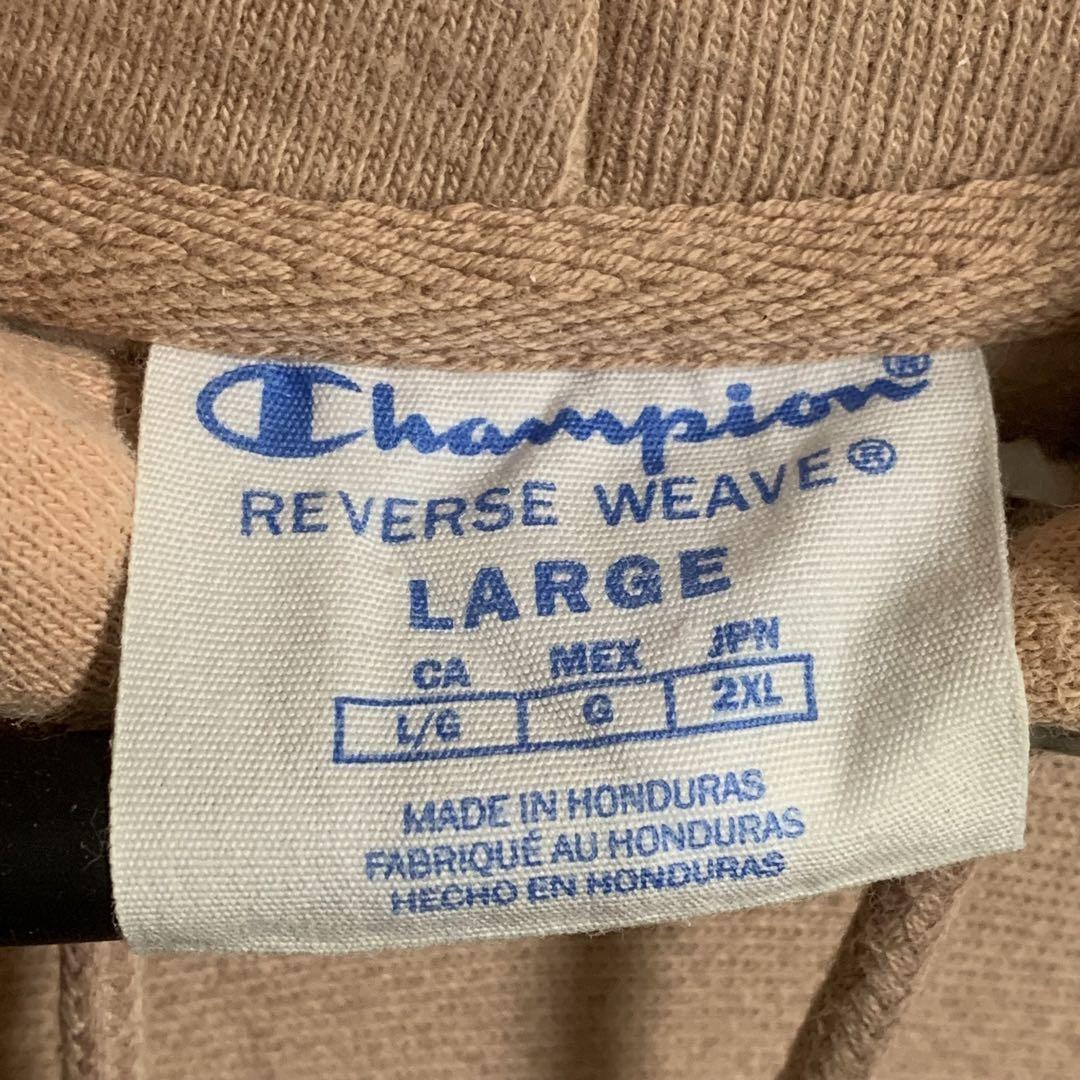 Champion®
REVERSE WEAVE®
LARGE
CA MEX JPN
L/G G 2XL
MADE IN HONDURAS
FABRIQUÉ AU HONDURAS
HECHO EN HONDURAS